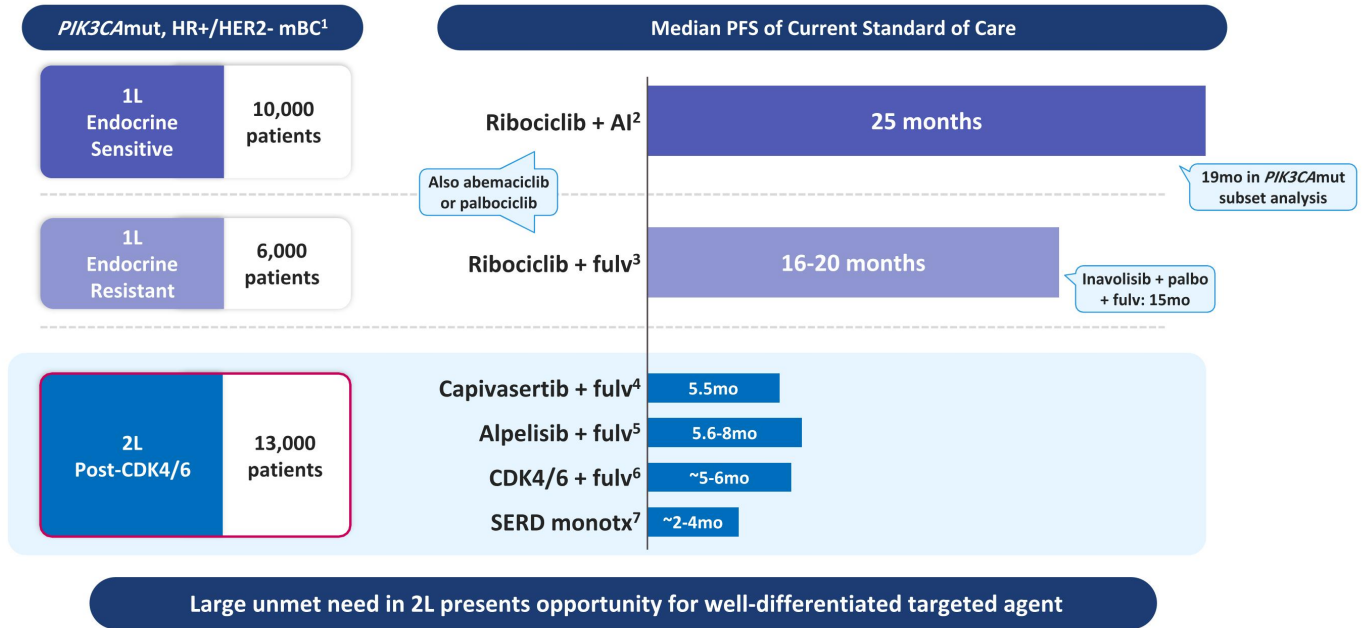 PIK3CAmut, HR+/HER2- mBC1
Median PFS of Current Standard of Care
1L
Endocrine
Sensitive
10,000
patients
Ribociclib + AI2
25 months
19mo in PIK3CAmut
subset analysis
Also abemaciclib
or palbociclib
1L
Endocrine
Resistant
6,000
patients
Ribociclib + fulv3
16-20 months
Inavolisib + palbo
+ fulv: 15mo
2L
Post-CDK4/6
13,000
patients
Capivasertib + fulv4
5.5mo
Alpelisib + fulv5
5.6-8mo
CDK4/6 + fulv6
~5-6mo
SERD monotx7
~2-4mo
Large unmet need in 2L presents opportunity for well-differentiated targeted agent